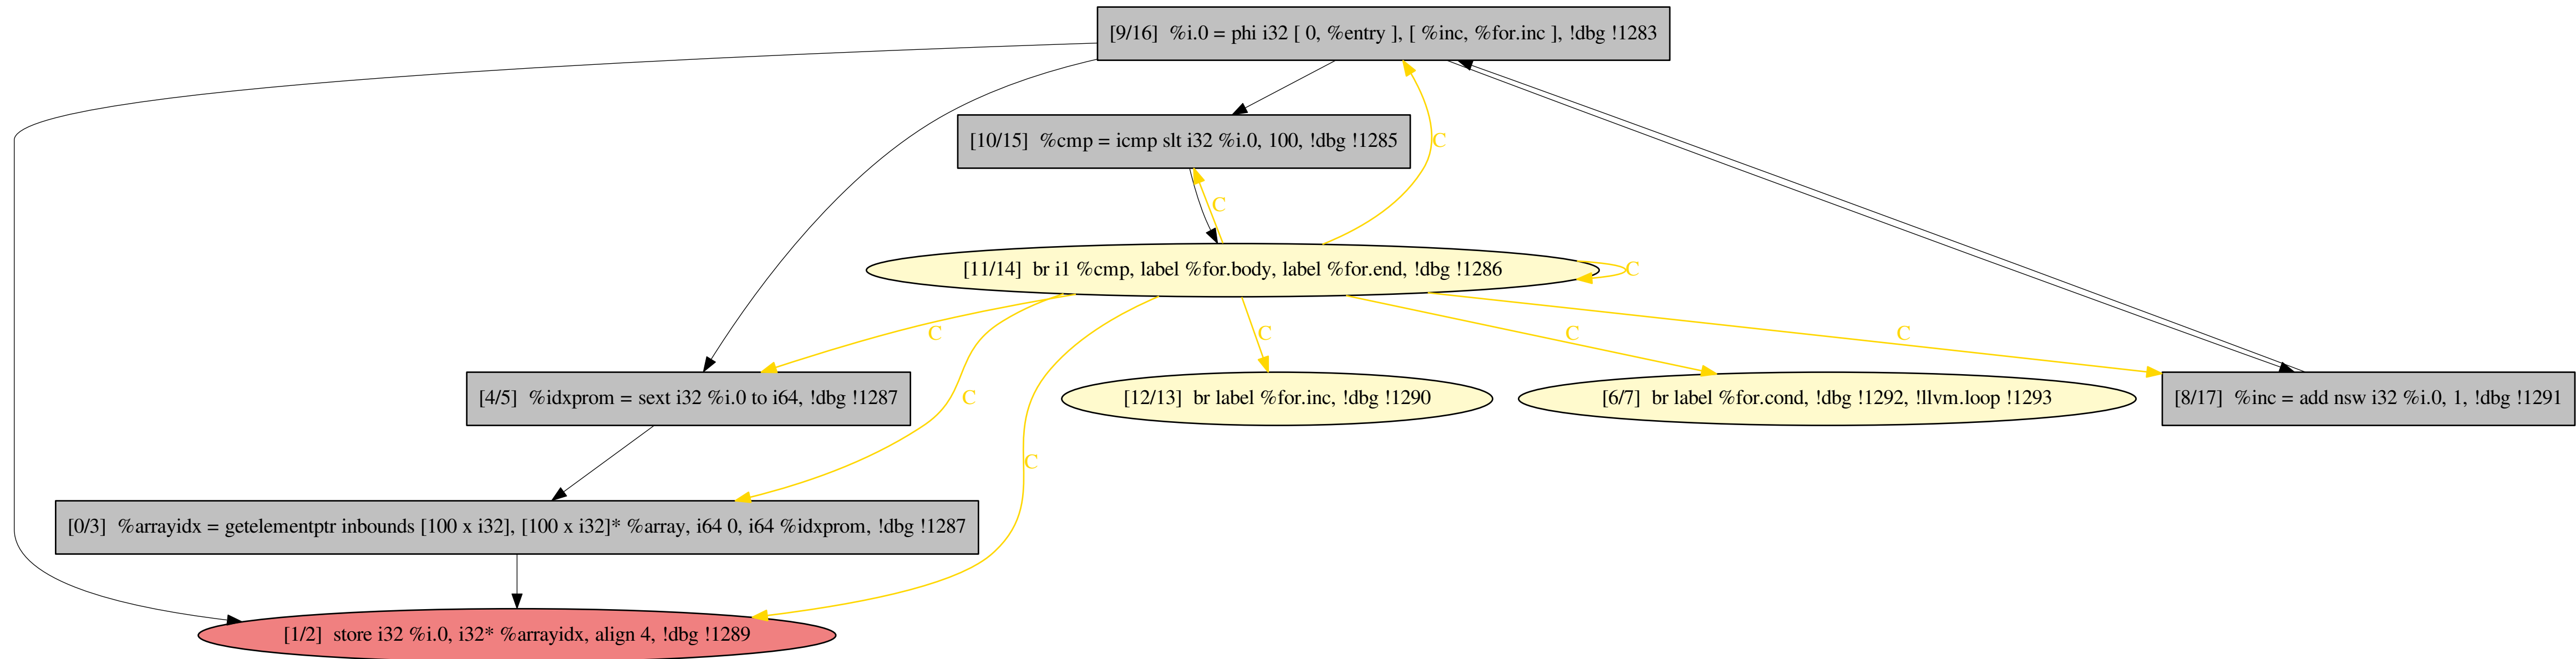 [9/16]  %i.0 = phi i32 [ 0, %entry ], [ %inc, %for.inc ], !dbg !1283
[10/15]  %cmp = icmp slt i32 %i.0, 100, !dbg !1285
C
C
C
[11/14]  br i1 %cmp, label %for.body, label %for.end, !dbg !1286
C
C
C
C
[4/5]  %idxprom = sext i32 %i.0 to i64, !dbg !1287
C
[12/13]  br label %for.inc, !dbg !1290
[6/7]  br label %for.cond, !dbg !1292, !llvm.loop !1293
[8/17]  %inc = add nsw i32 %i.0, 1, !dbg !1291
C
[0/3]  %arrayidx = getelementptr inbounds [100 x i32], [100 x i32]* %array, i64 0, i64 %idxprom, !dbg !1287
[1/2]  store i32 %i.0, i32* %arrayidx, align 4, !dbg !1289